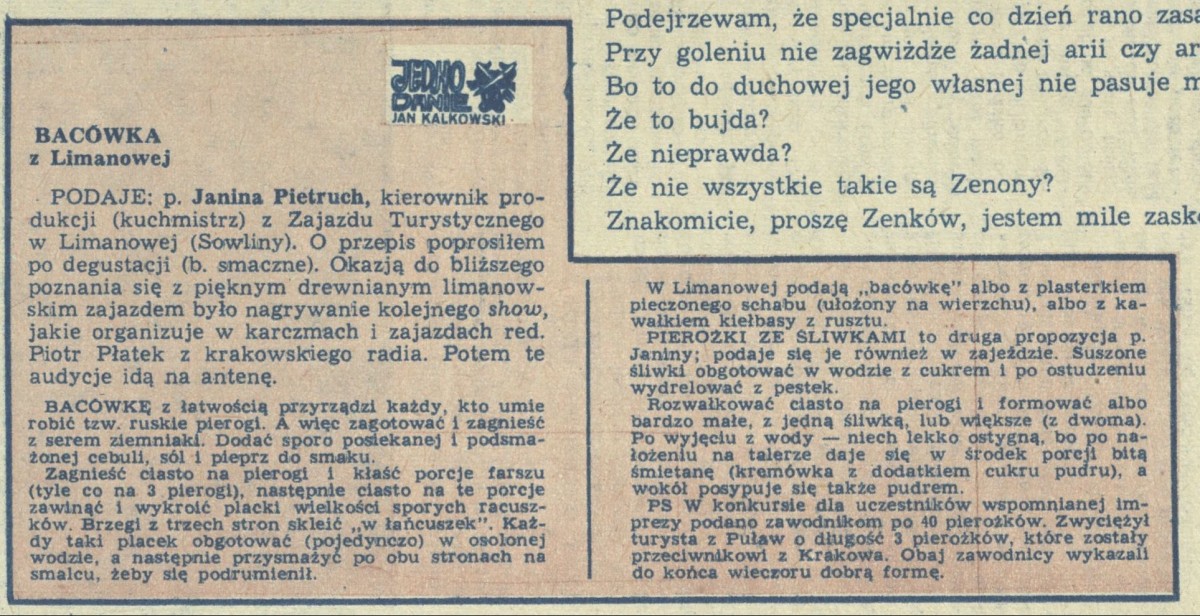 JEDNO
DANIE
JAN KALKOWSKI
BACÓWKA
z Limanowej
PODAJE: p. Janina Pietruch, kierownik pro-
dukcji (kuchmistrz) z Zajazdu Turystycznego
w Limanowej (Sowliny). O przepis poprosiłem
po degustacji (b. smaczne). Okazją do bliższego
poznania się z pięknym drewnianym limanow-
skim zajazdem było nagrywanie kolejnego show,
jakie organizuje w karczmach i zajazdach red.
Piotr Płatek z krakowskiego radia. Potem te
audycje idą na antenę.
BACÓWKĘ z łatwością przyrządzi każdy, kto umie
robić tzw. ruskie pierogi. A więc zagotować i zagnieść
z serem ziemniaki. Dodać sporo posiekanej i podsma-
żonej cebuli, sól i pieprz do smaku.
Zagnieść ciasto na pierogi i kłaść porcje farszu
(tyle co na 3 pierogi), następnie ciasto na te porcje
zawinąć i wykroić placki wielkości sporych racusz-
ków. Brzegi z trzech stron skleić „w łańcuszek”. Każ-
dy taki placek obgotować (pojedynczo) w osolonej
wodzie, a następnie przysmażyć po obu stronach na
smalcu, żeby się podrumienił.
W Limanowej podają „bacówkę” albo z plasterkiem
pieczonego schabu (ułożony na wierzchu), albo z ka-
wałkiem kiełbasy z rusztu.
PIEROŻKI ZE ŚLIWKAMI to druga propozycja p.
Janiny; podaje się je również w zajeździe. Suszone
śliwki obgotować w wodzie z cukrem i po ostudzeniu
wydrelować z pestek.
Rozwałkować ciasto na pierogi i formować albo
bardzo małe, z jedną śliwką, lub większe (z dwoma).
Po wyjęciu z wody — niech lekko ostygną, bo po na-
łożeniu na talerze daje się w środek porcji bitą
śmietanę (kremówka z dodatkiem cukru pudru), a
wokół posypuje się także pudrem.
PS W konkursie dla uczestników wspomnianej im-
prezy podano zawodnikom po 40 pierożków. Zwyciężył
turysta z Puław o długość 3 pierożków, które zostały
przeciwnikowi z Krakowa. Obaj zawodnicy wykazali
do końca wieczoru dobrą formę.
Podejrzewam, że specjalnie co dzień rano zasa
Przy goleniu nie zagwiżdże żadnej arii czy ar
Bo to do duchowej jego własnej nie pasuje m
Że to bujda?
Że nieprawda?
Że nie wszystkie takie są Zenony?
Znakomicie, proszę Zenków, jestem mile zask